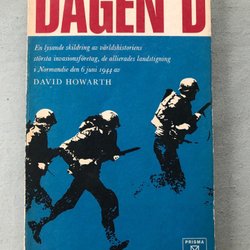 DAGEN D
En lysande skildring av världshistoriens
största invasionsföretag, de allierades landstigning
i Normandie den 6 juni 1944 av
DAVID HOWARTH
PRISMA